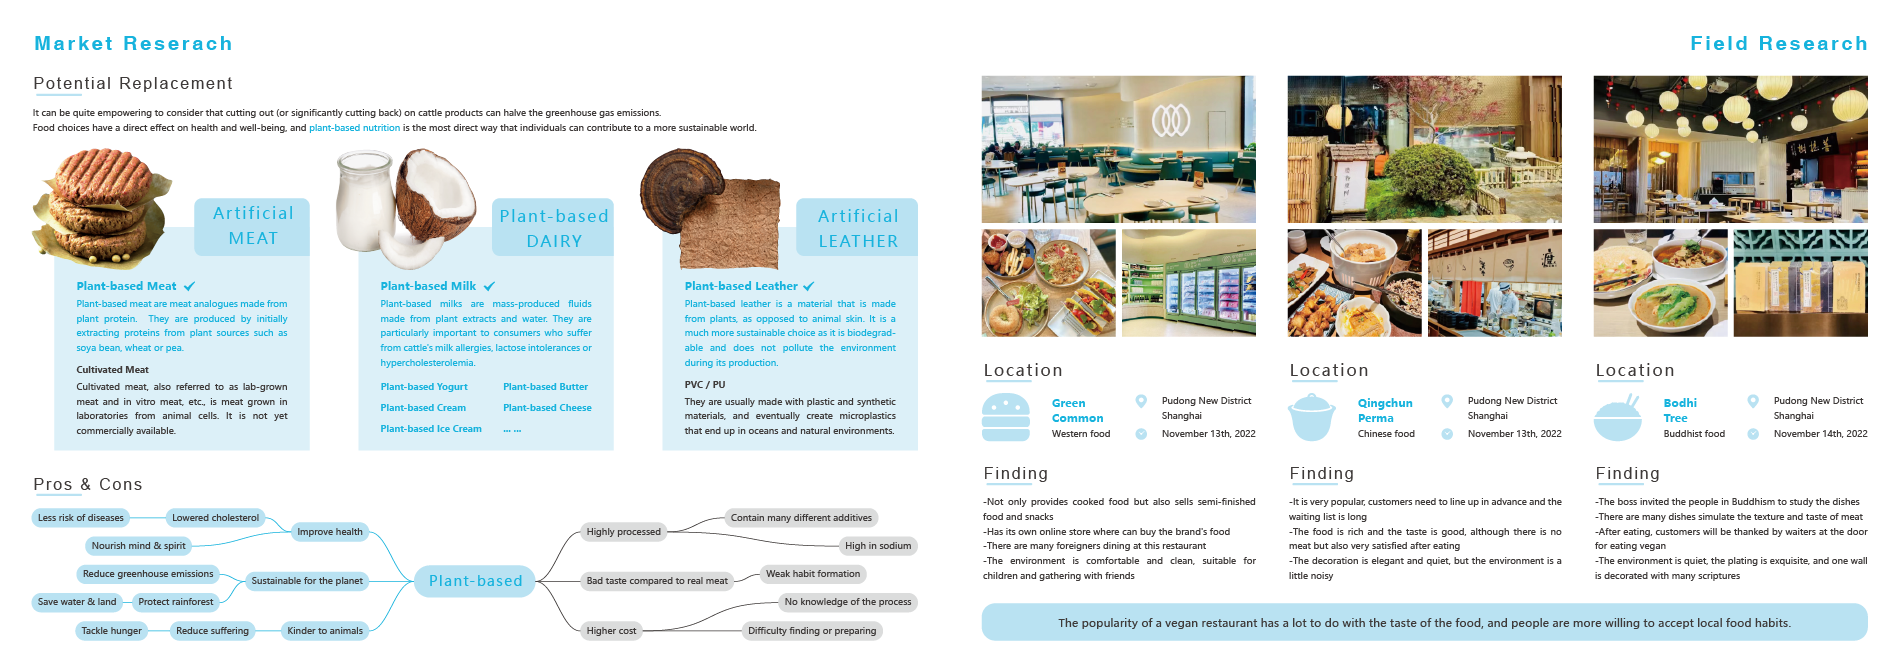 Market Reserach
Potential Replacement
It can be quite empowering to consider that cutting out (or significantly cutting back) on cattle products can halve the greenhouse gas emissions.
Food choices have a direct effect on health and well-being, and plant-based nutrition is the most direct way that individuals can contribute to a more sustainable world.
Artificial
MEAT
Plant-based Meat
Plant-based meat are meat analogues made from
plant protein. They are produced by initially
extracting proteins from plant sources such as
soya bean, wheat or pea.
Cultivated Meat
Cultivated meat, also referred to as lab-grown
meat and in vitro meat, etc., is meat grown in
laboratories from animal cells. It is not yet
commercially available.
Plant-based
DAIRY
Plant-based Milk
Plant-based milks are mass-produced fluids
made from plant extracts and water. They are
particularly important to consumers who suffer
from cattle's milk allergies, lactose intolerances or
hypercholesterolemia.
Plant-based Yogurt
Plant-based Butter
Plant-based Cream
Plant-based Cheese
Plant-based Ice Cream
... ...
Artificial
LEATHER
Plant-based Leather
Plant-based leather is a material that is made
from plants, as opposed to animal skin. It is a
much more sustainable choice as it is biodegrad-
able and does not pollute the environment
during its production.
PVC / PU
They are usually made with plastic and synthetic
materials, and eventually create microplastics
that end up in oceans and natural environments.
Pros & Cons
Less risk of diseases
Lowered cholesterol
Nourish mind & spirit
Improve health
Reduce greenhouse emissions
Sustainable for the planet
Save water & land
Protect rainforest
Tackle hunger
Reduce suffering
Kinder to animals
Plant-based
Highly processed
Contain many different additives
High in sodium
Bad taste compared to real meat
Weak habit formation
Higher cost
No knowledge of the process
Difficulty finding or preparing
Field Research
Location
Green
Common
Western food
Pudong New District
Shanghai
November 13th, 2022
Finding
-Not only provides cooked food but also sells semi-finished
food and snacks
-Has its own online store where can buy the brand's food
-There are many foreigners dining at this restaurant
-The environment is comfortable and clean, suitable for
children and gathering with friends
Location
Qingchun
Perma
Chinese food
Pudong New District
Shanghai
November 13th, 2022
Finding
-It is very popular, customers need to line up in advance and the
waiting list is long
-The food is rich and the taste is good, although there is no
meat but also very satisfied after eating
-The decoration is elegant and quiet, but the environment is a
little noisy
Location
Bodhi
Tree
Buddhist food
Pudong New District
Shanghai
November 14th, 2022
Finding
-The boss invited the people in Buddhism to study the dishes
-There are many dishes simulate the texture and taste of meat
-After eating, customers will be thanked by waiters at the door
for eating vegan
-The environment is quiet, the plating is exquisite, and one wall
is decorated with many scriptures
The popularity of a vegan restaurant has a lot to do with the taste of the food, and people are more willing to accept local food habits.